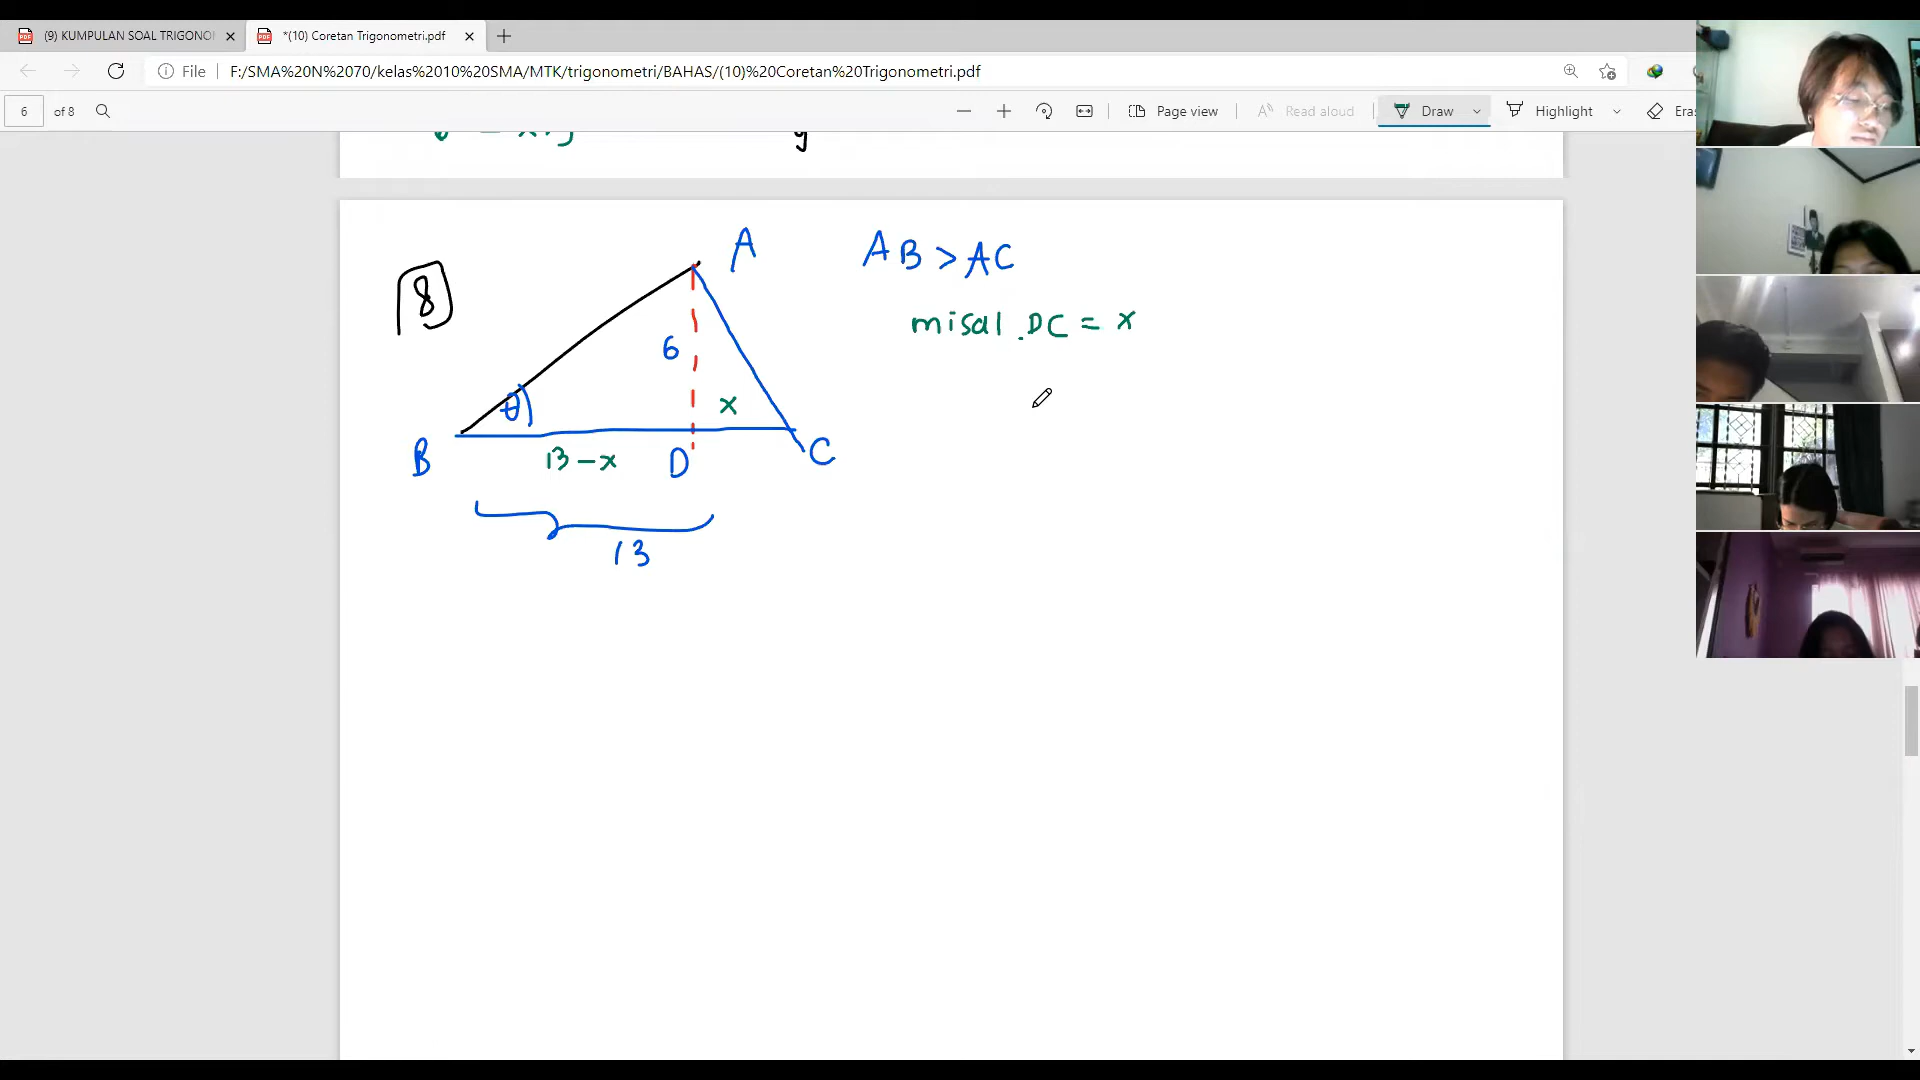 (9) KUMPULAN SOAL TRIGONO
*(10) Coretan Trigonometri.pdf
File
F:/SMA%20N%2070/kelas%2010%20SMA/MTK/trigonometri/BAHAS/(10)%20Coretan%20Trigonometri.pdf
6 of 8
Page view
Read aloud
Draw
Highlight
Eras
8
A
AB > AC
misal . DC = x
6
θ
x
B
13 - x
D
C
13